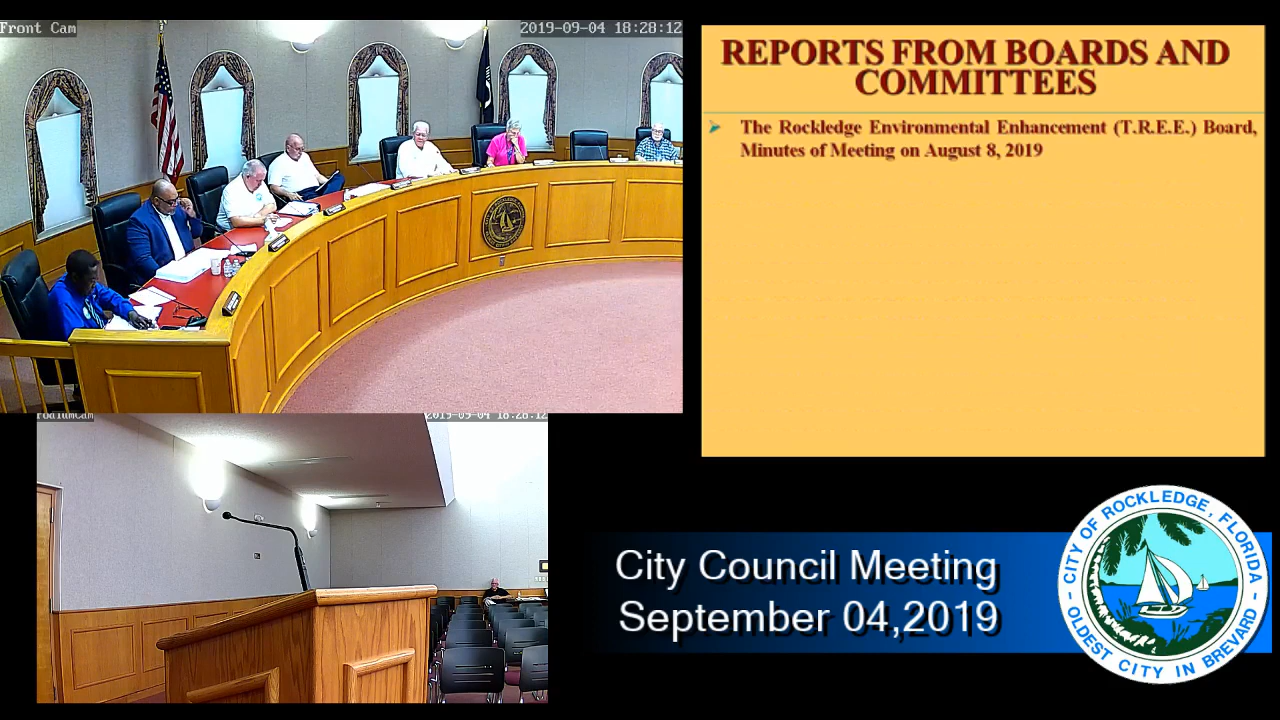 Front Cam
2019-09-04 18:28:12
REPORTS FROM BOARDS AND
COMMITTEES
The Rockledge Environmental Enhancement (T.R.E.E.) Board,
Minutes of Meeting on August 8, 2019
PodiumCam
2019-09-04 18:28:12
City Council Meeting
September 04,2019
CITY OF ROCKLEDGE, FLORIDA
- OLDEST CITY IN BREVARD -